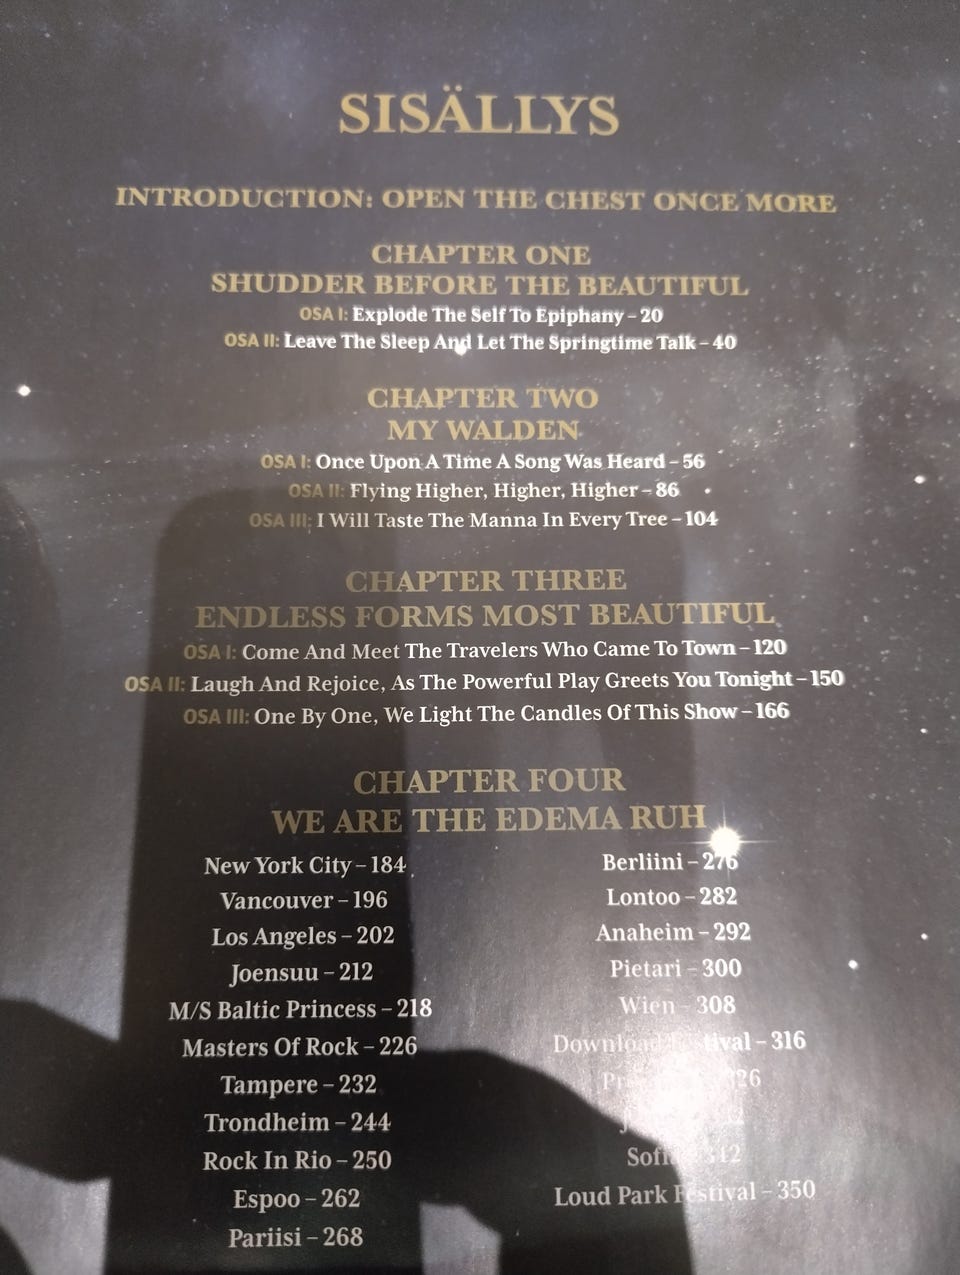 SISÄLLYS
INTRODUCTION: OPEN THE CHEST ONCE MORE
CHAPTER ONE
SHUDDER BEFORE THE BEAUTIFUL
OSA I: Explode The Self To Epiphany – 20
OSA II: Leave The Sleep And Let The Springtime Talk – 40
CHAPTER TWO
MY WALDEN
OSA I: Once Upon A Time A Song Was Heard – 56
OSA II: Flying Higher, Higher, Higher – 86
OSA III: I Will Taste The Manna In Every Tree – 104
CHAPTER THREE
ENDLESS FORMS MOST BEAUTIFUL
OSA I: Come And Meet The Travelers Who Came To Town – 120
OSA II: Laugh And Rejoice, As The Powerful Play Greets You Tonight – 150
OSA III: One By One, We Light The Candles Of This Show – 166
CHAPTER FOUR
WE ARE THE EDEMA RUH
New York City – 184
Vancouver – 196
Los Angeles – 202
Joensuu – 212
M/S Baltic Princess – 218
Masters Of Rock – 226
Tampere – 232
Trondheim – 244
Rock In Rio – 250
Espoo – 262
Pariisi – 268
Berliini – 276
Lontoo – 282
Anaheim – 292
Pietari – 300
Wien – 308
Download Festival – 316
Loud Park Festival – 350